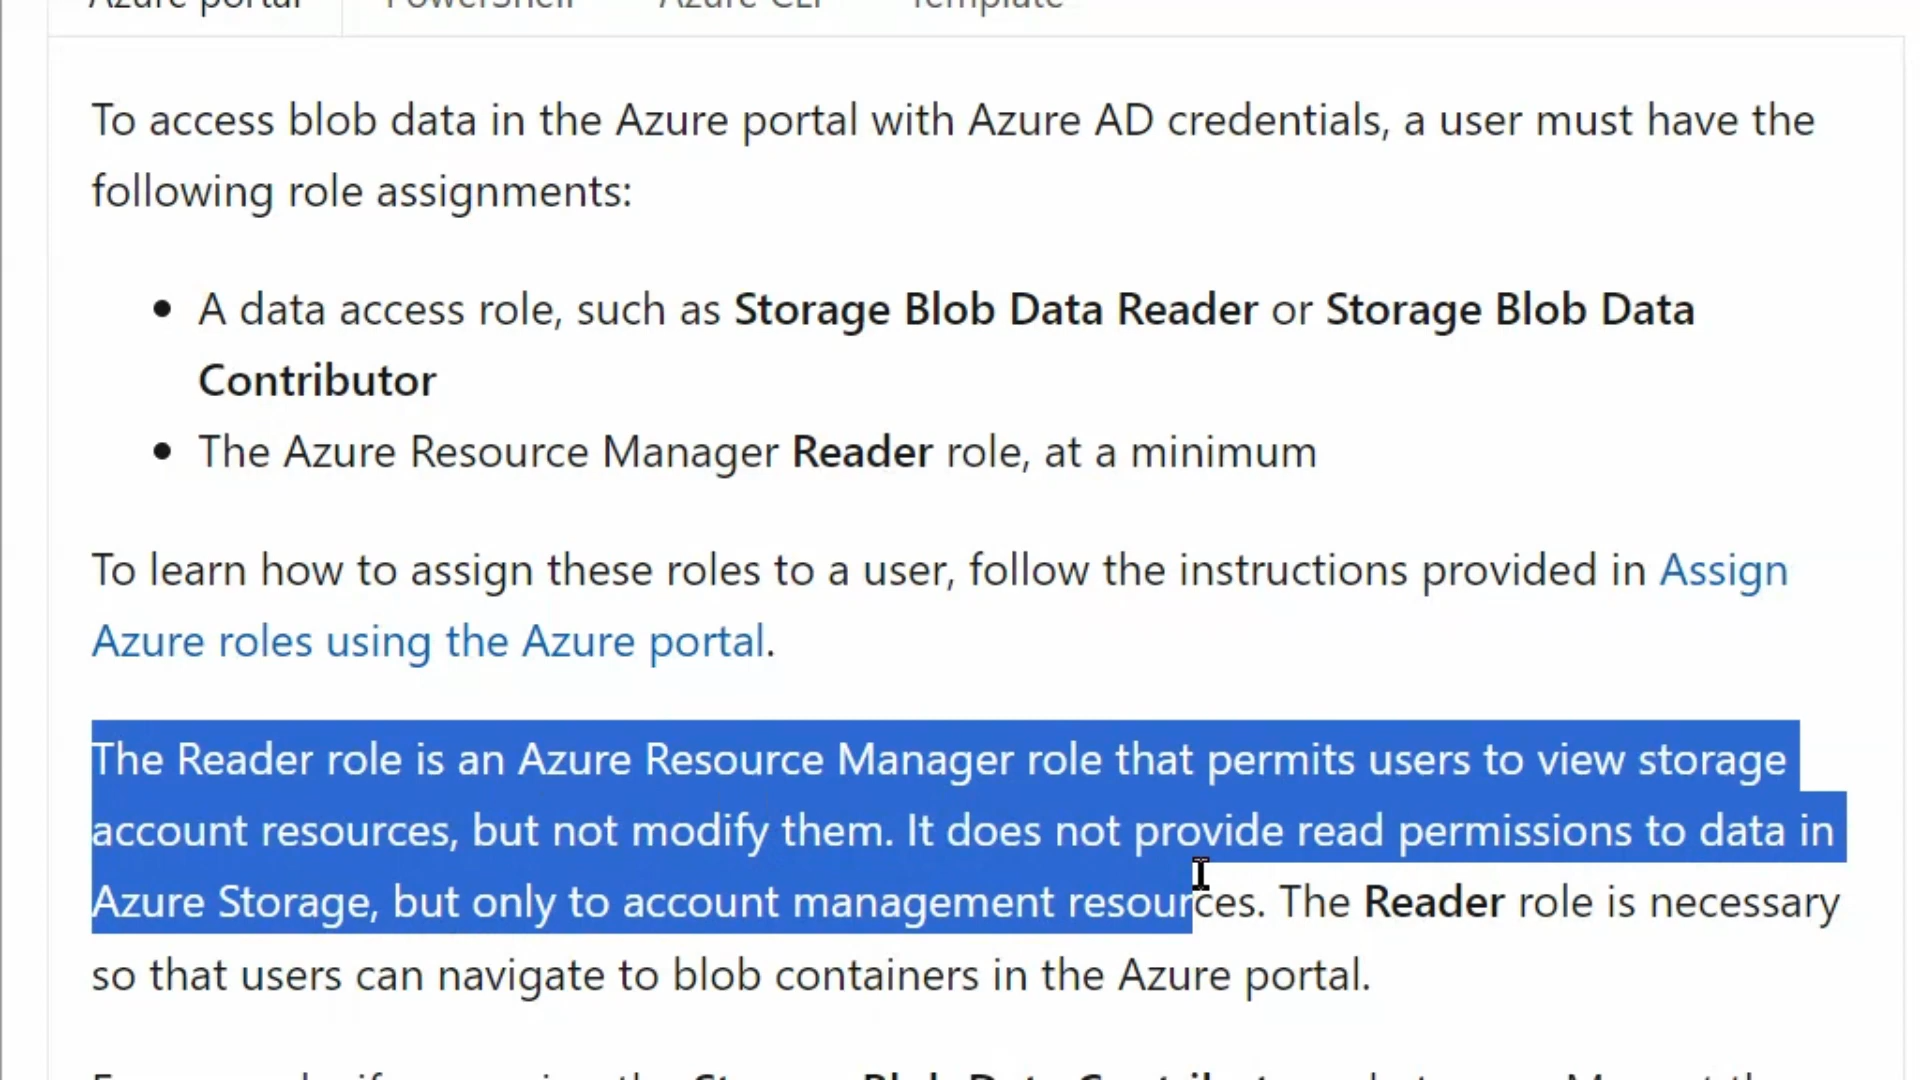 Azure portal PowerShell Azure CLI Template
To access blob data in the Azure portal with Azure AD credentials, a user must have the
following role assignments:
• A data access role, such as Storage Blob Data Reader or Storage Blob Data
Contributor
• The Azure Resource Manager Reader role, at a minimum
To learn how to assign these roles to a user, follow the instructions provided in Assign
Azure roles using the Azure portal.
The Reader role is an Azure Resource Manager role that permits users to view storage
account resources, but not modify them. It does not provide read permissions to data in
Azure Storage, but only to account management resources. The Reader role is necessary
so that users can navigate to blob containers in the Azure portal.